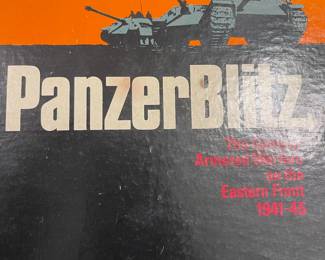 PanzerBlitz
The Game of
Armored Warfare
on the
Eastern Front
1941-45